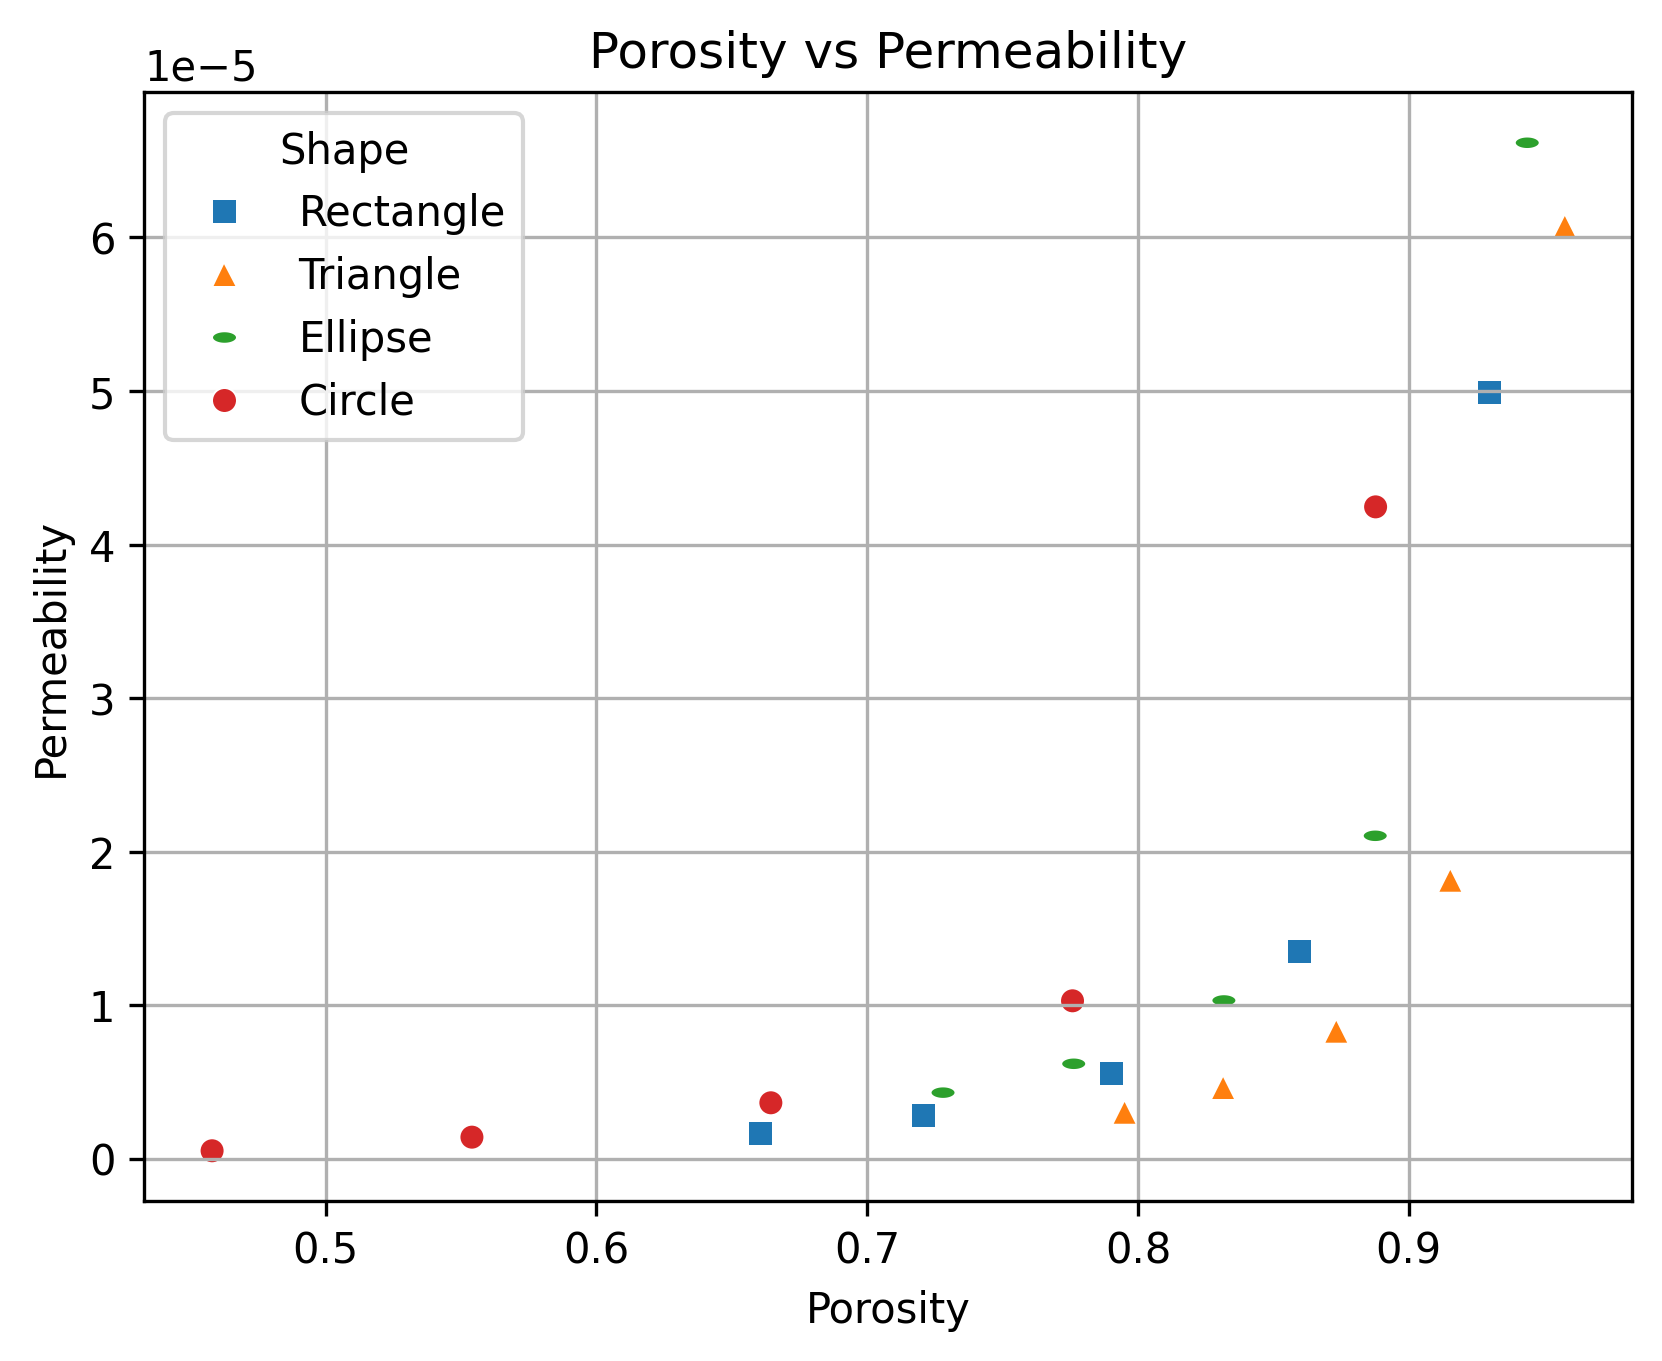 Porosity vs Permeability
1e−5
Shape
Rectangle
Triangle
Ellipse
Circle
Permeability
6
5
4
3
2
1
0
0.5 0.6 0.7 0.8 0.9
Porosity